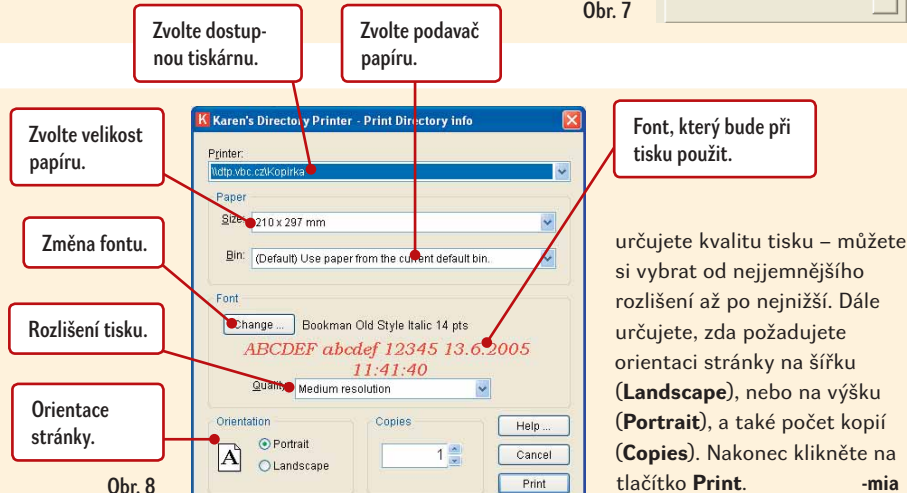 Obr. 7
Zvolte dostup-
nou tiskárnu.
Zvolte podavač
papíru.
Zvolte velikost
papíru.
Změna fontu.
Rozlišení tisku.
Orientace
stránky.
Obr. 8
Karen's Directory Printer - Print Directory info
Printer:
\\dtp.vbc.cz\Kopirka
Paper
Size: 210 x 297 mm
Bin: (Default) Use paper from the current default bin.
Font
Change ... Bookman Old Style Italic 14 pts
ABCDEF abcdef 12345 13.6.2005
11:41:40
Quality Medium resolution
Orientation
A
Portrait
Landscape
Copies
1
Help ...
Cancel
Print
Font, který bude při
tisku použit.
určujete kvalitu tisku – můžete
si vybrat od nejjemnějšího
rozlišení až po nejnižší. Dále
určujete, zda požadujete
orientaci stránky na šířku
(Landscape), nebo na výšku
(Portrait), a také počet kopií
(Copies). Nakonec klikněte na
tlačítko Print. -mia